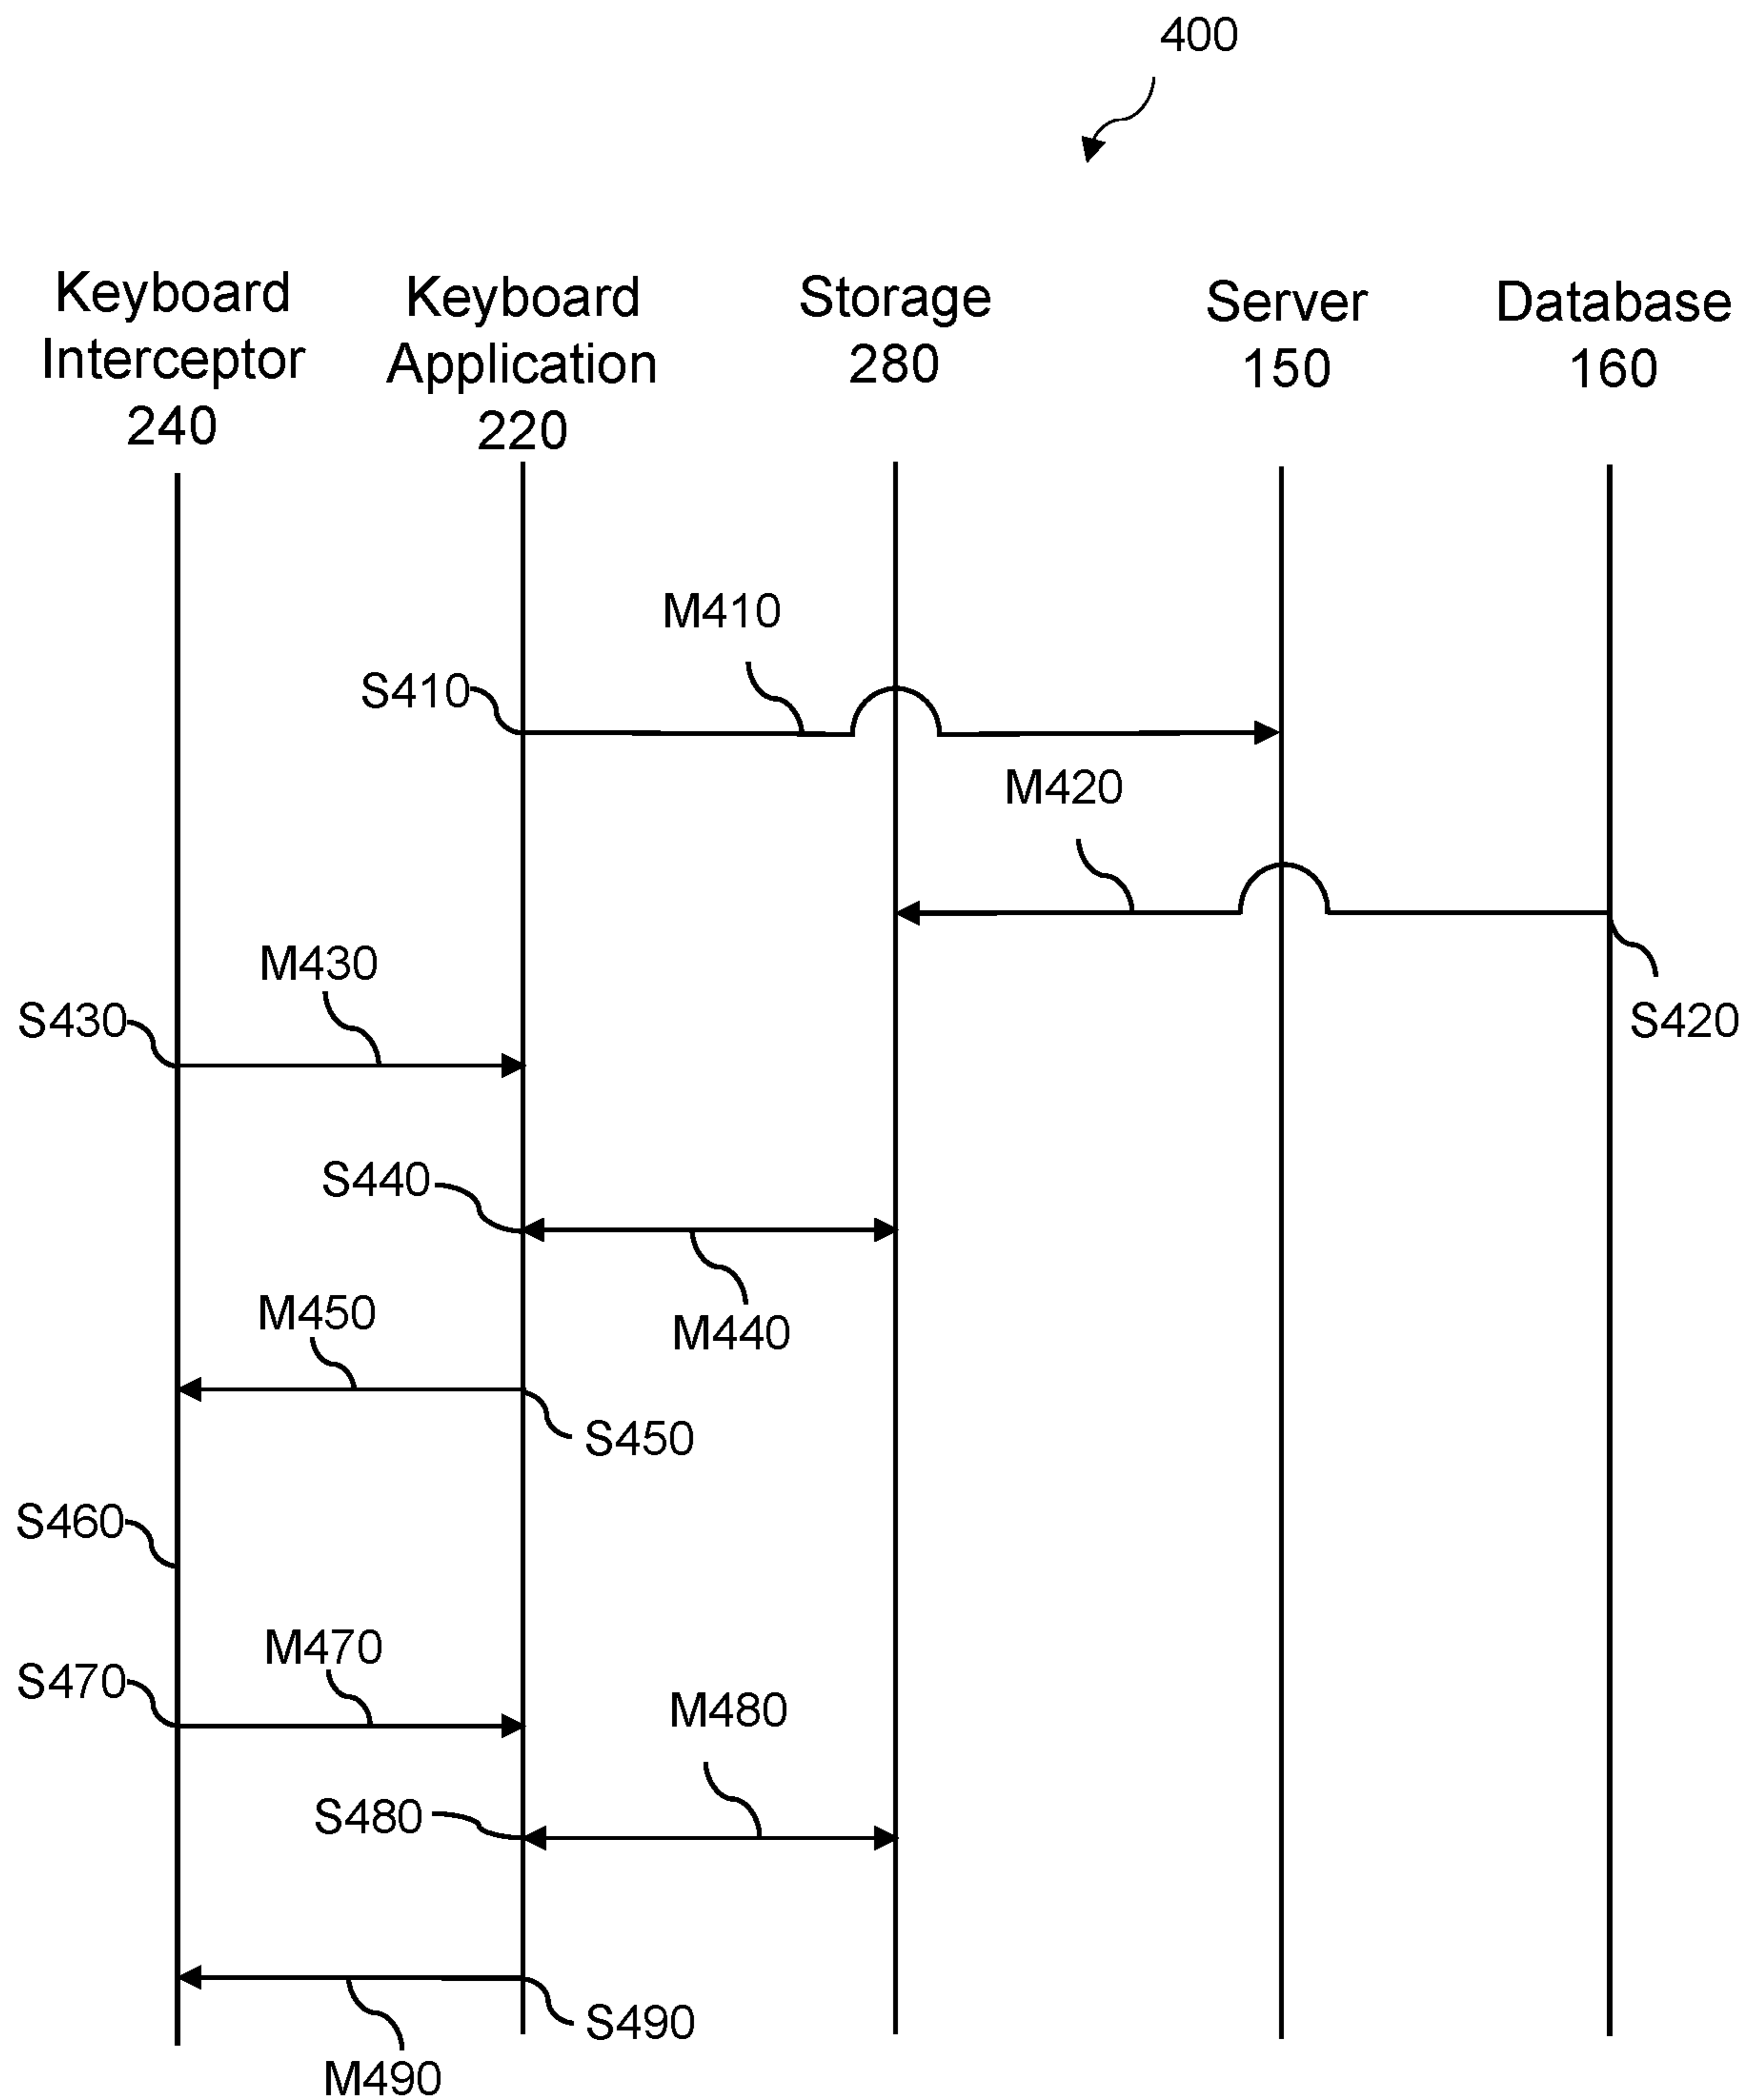 400
Keyboard
Interceptor
240
Keyboard
Application
220
Storage
280
Server
150
Database
160
M410
S410
M420
M430
S430
S420
S440
M450
M440
S450
S460
M470
S470
M480
S480
S490
M490